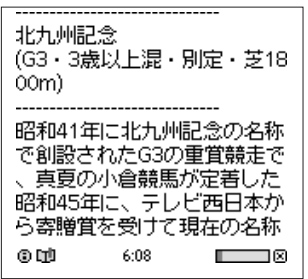 ------------------------------
北九州記念
(G3・3歳以上混・別定・芝18
00m)
------------------------------
昭和41年に北九州記念の名称
で創設されたG3の重賞競走で
、真夏の小倉競馬が定着した
昭和45年に、テレビ西日本か
ら寄贈賞を受けて現在の名称
6:08